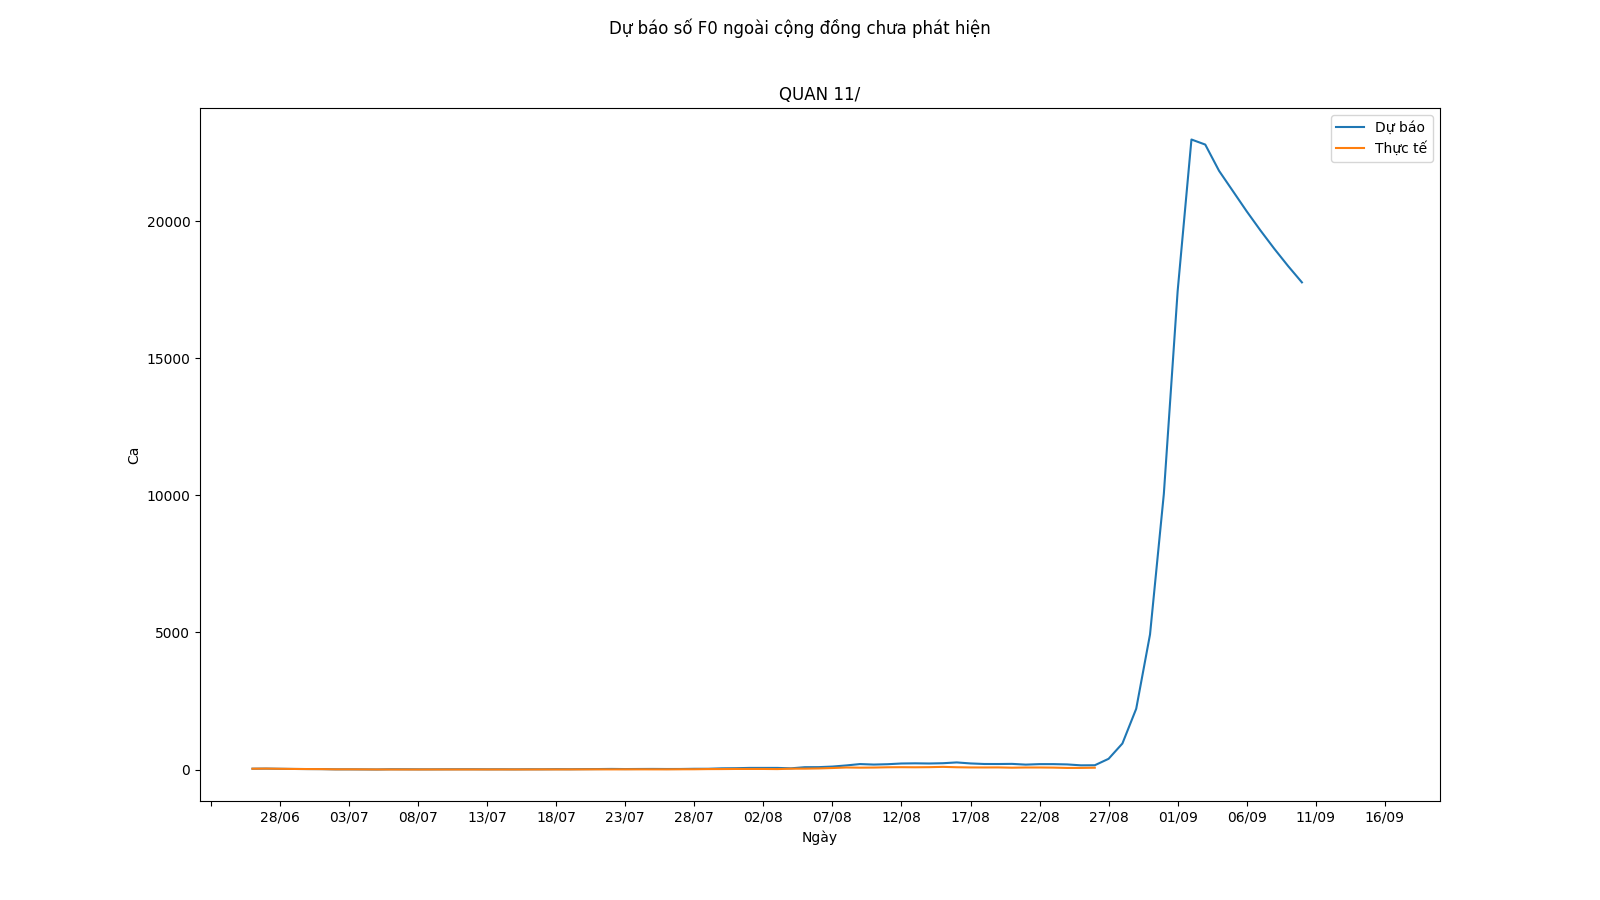 Dự báo số F0 ngoài cộng đồng chưa phát hiện
QUAN 11/
Dự báo
Thực tế
20000
15000
10000
5000
0
Ca
28/06 03/07 08/07 13/07 18/07 23/07 28/07 02/08 07/08 12/08 17/08 22/08 27/08 01/09 06/09 11/09 16/09
Ngày